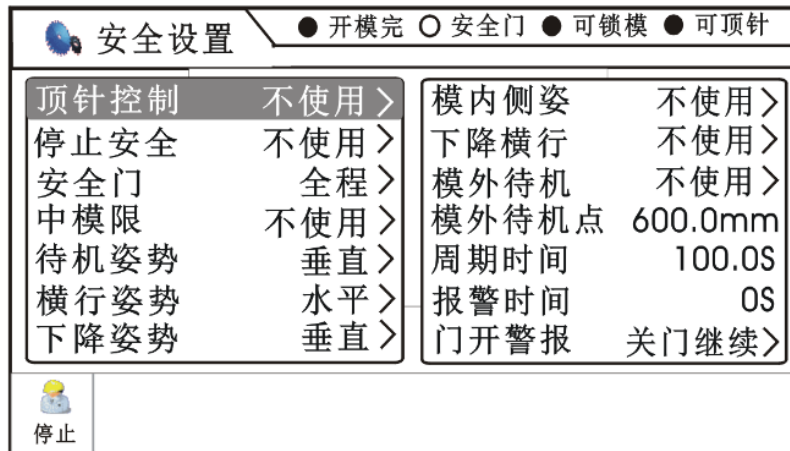 安全设置
● 开模完 ○ 安全门 ● 可锁模 ● 可顶针
顶针控制 不使用>
停止安全 不使用>
安全门 全程>
中模限 不使用>
待机姿势 垂直>
横行姿势 水平>
下降姿势 垂直>
模内侧姿 不使用>
下降横行 不使用>
模外待机 不使用>
模外待机点 600.0mm
周期时间 100.0S
报警时间 0S
门开警报 关门继续>
停止